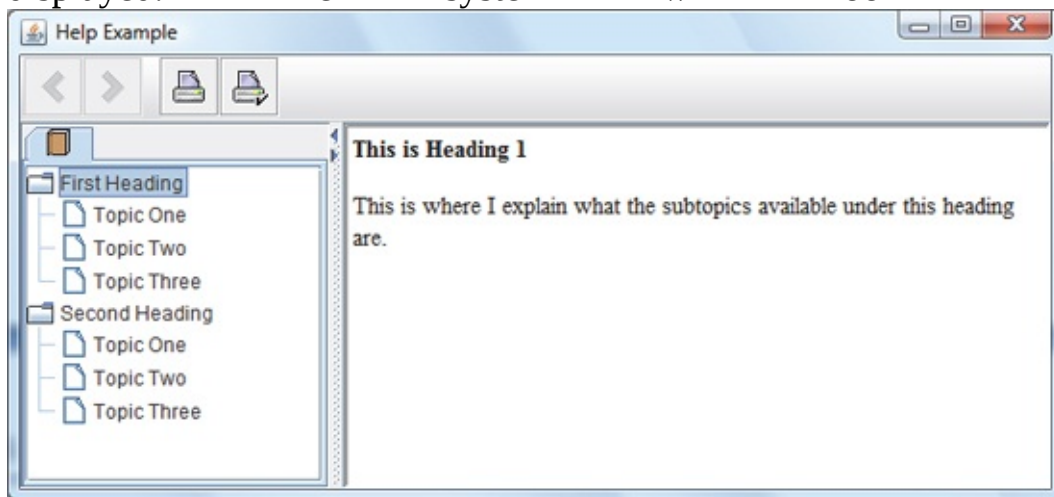 Help Example
First Heading
Topic One
Topic Two
Topic Three
Second Heading
Topic One
Topic Two
Topic Three
This is Heading 1
This is where I explain what the subtopics available under this heading
are.